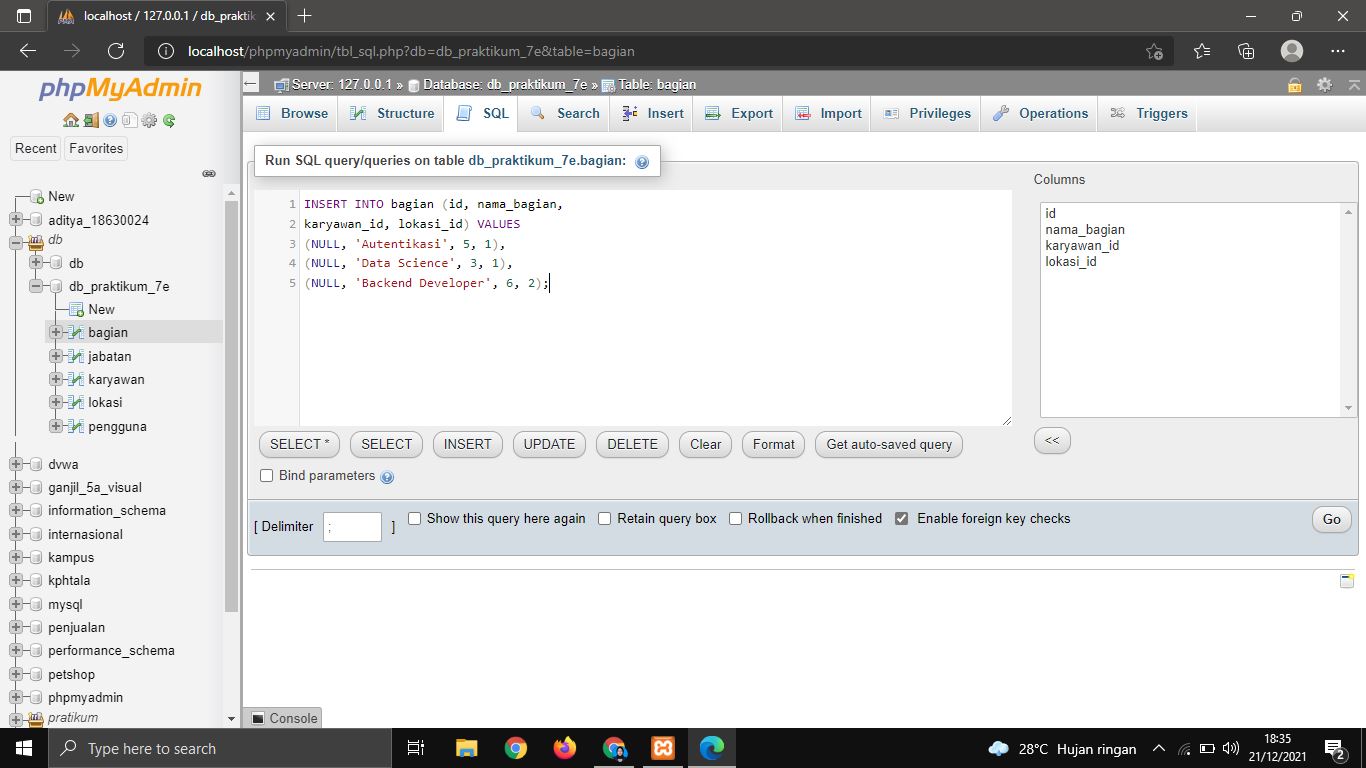 localhost / 127.0.0.1 / db_praktik
localhost/phpmyadmin/tbl_sql.php?db=db_praktikum_7e&table=bagian
phpMyAdmin
Recent Favorites
New
aditya_18630024
db
db
db_praktikum_7e
New
bagian
jabatan
karyawan
lokasi
pengguna
dvwa
ganjil_5a_visual
information_schema
internasional
kampus
kphtala
mysql
penjualan
performance_schema
petshop
phpmyadmin
pratikum
Server: 127.0.0.1 » Database: db_praktikum_7e » Table: bagian
Browse Structure SQL Search Insert Export Import Privileges Operations Triggers
Run SQL query/queries on table db_praktikum_7e.bagian:
1 INSERT INTO bagian (id, nama_bagian,
2 karyawan_id, lokasi_id) VALUES
3 (NULL, 'Autentikasi', 5, 1),
4 (NULL, 'Data Science', 3, 1),
5 (NULL, 'Backend Developer', 6, 2);
Columns
id
nama_bagian
karyawan_id
lokasi_id
SELECT * SELECT INSERT UPDATE DELETE Clear Format Get auto-saved query
<<
Bind parameters
[ Delimiter ; ] Show this query here again Retain query box Rollback when finished Enable foreign key checks Go
Console
Type here to search
28°C Hujan ringan
18:35
21/12/2021
2